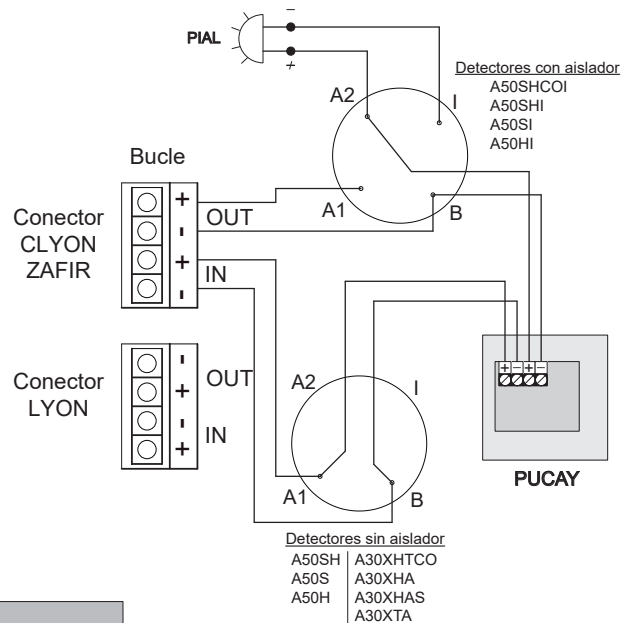 PIAL
−
+
Detectores con aislador
A50SHCOI
A50SHI
A50SI
A50HI
A2
I
A1
B
Bucle
Conector
CLYON
ZAFIR
+
-
+
-
OUT
IN
Conector
LYON
-
+
-
+
OUT
IN
A2
I
A1
B
+ − + −
PUCAY
Detectores sin aislador
A50SH
A50S
A50H
A30XHTCO
A30XHA
A30XHAS
A30XTA